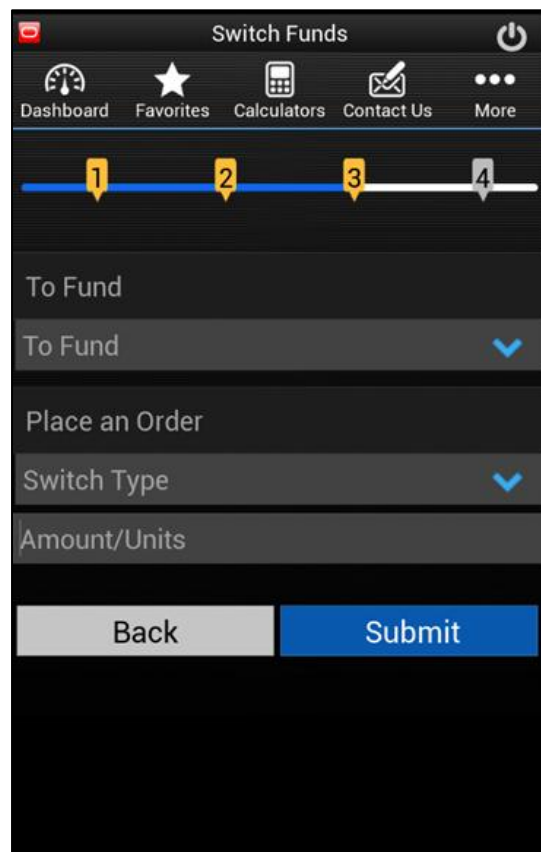 Switch Funds
Dashboard Favorites Calculators Contact Us More
1 2 3 4
To Fund
To Fund
Place an Order
Switch Type
Amount/Units
Back Submit